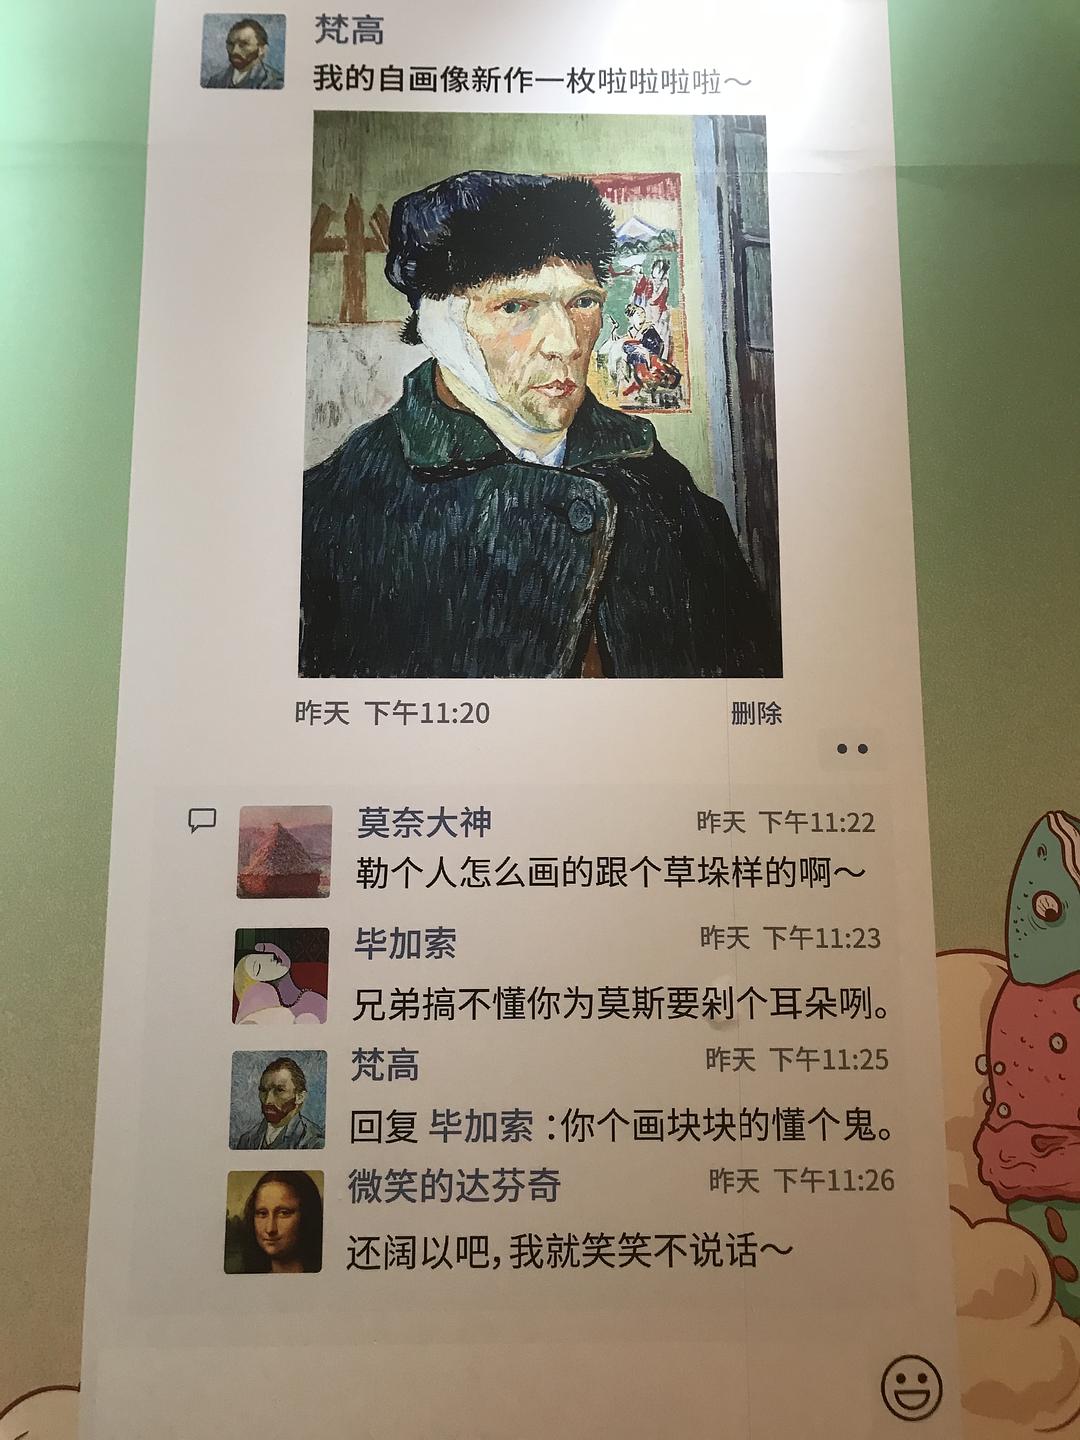 梵高
我的自画像新作一枚啦啦啦啦～
昨天 下午11:20 删除
莫奈大神 昨天 下午11:22
勒个人怎么画的跟个草垛样的啊～
毕加索 昨天 下午11:23
兄弟搞不懂你为莫斯要剁个耳朵咧。
梵高 昨天 下午11:25
回复 毕加索:你个画块块的懂个鬼。
微笑的达芬奇 昨天 下午11:26
还阔以吧，我就笑笑不说话～